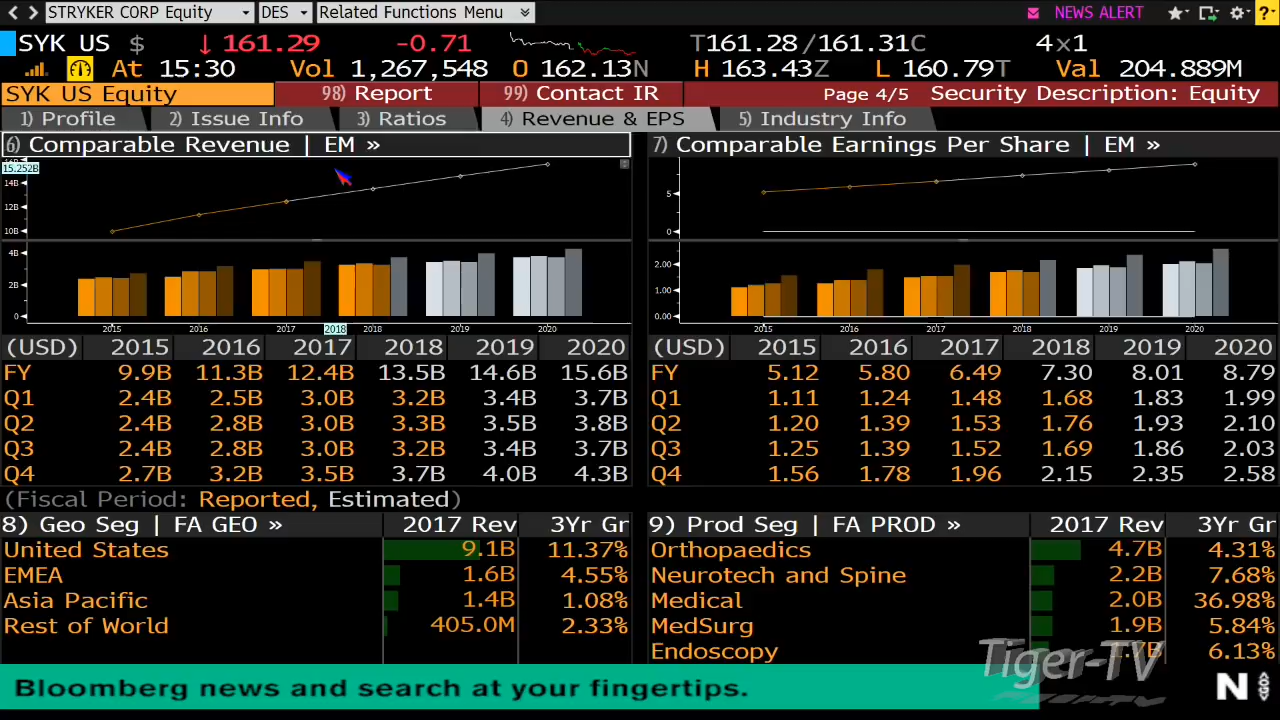 STRYKER CORP Equity DES Related Functions Menu NEWS ALERT ?
SYK US $ ↓ 161.29 -0.71 T161.28/161.31C 4x1
At 15:30 Vol 1,267,548 O 162.13N H 163.43Z L 160.79T Val 204.889M
SYK US Equity 98) Report 99) Contact IR Page 4/5 Security Description: Equity
1) Profile 2) Issue Info 3) Ratios 4) Revenue & EPS 5) Industry Info
6) Comparable Revenue | EM » 7) Comparable Earnings Per Share | EM »
15.252B
14B
12B
10B
5
0
4B
2B
0
2.00
1.00
0.00
2015 2016 2017 2018 2018 2019 2020 2015 2016 2017 2018 2019 2020
(USD) 2015 2016 2017 2018 2019 2020 (USD) 2015 2016 2017 2018 2019 2020
FY 9.9B 11.3B 12.4B 13.5B 14.6B 15.6B FY 5.12 5.80 6.49 7.30 8.01 8.79
Q1 2.4B 2.5B 3.0B 3.2B 3.4B 3.7B Q1 1.11 1.24 1.48 1.68 1.83 1.99
Q2 2.4B 2.8B 3.0B 3.3B 3.5B 3.8B Q2 1.20 1.39 1.53 1.76 1.93 2.10
Q3 2.4B 2.8B 3.0B 3.2B 3.4B 3.7B Q3 1.25 1.39 1.52 1.69 1.86 2.03
Q4 2.7B 3.2B 3.5B 3.7B 4.0B 4.3B Q4 1.56 1.78 1.96 2.15 2.35 2.58
(Fiscal Period: Reported, Estimated)
8) Geo Seg | FA GEO » 2017 Rev 3Yr Gr 9) Prod Seg | FA PROD » 2017 Rev 3Yr Gr
United States 9.1B 11.37% Orthopaedics 4.7B 4.31%
EMEA 1.6B 4.55% Neurotech and Spine 2.2B 7.68%
Asia Pacific 1.4B 1.08% Medical 2.0B 36.98%
Rest of World 405.0M 2.33% MedSurg 1.9B 5.84%
Endoscopy 1.7B 6.13%
Tiger-TV
Bloomberg news and search at your fingertips.
N